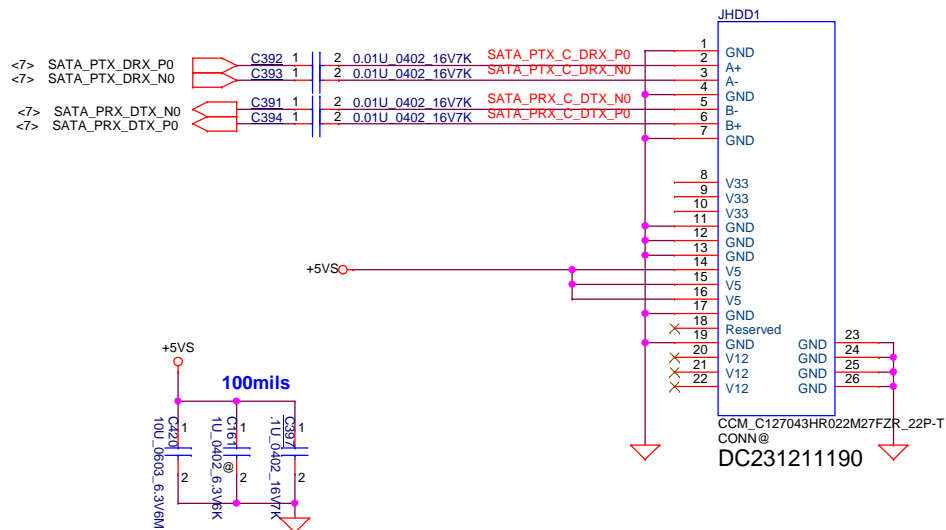 JHDD1
<7> SATA_PTX_DRX_P0 C392 1 2 0.01U_0402_16V7K SATA_PTX_C_DRX_P0
<7> SATA_PTX_DRX_N0 C393 1 2 0.01U_0402_16V7K SATA_PTX_C_DRX_N0
<7> SATA_PRX_DTX_N0 C391 1 2 0.01U_0402_16V7K SATA_PRX_C_DTX_N0
<7> SATA_PRX_DTX_P0 C394 1 2 0.01U_0402_16V7K SATA_PRX_C_DTX_P0
1 GND
2 A+
3 A-
4 GND
5 B-
6 B+
7 GND
8 V33
9 V33
10 V33
11 GND
12 GND
13 GND
+5VS 14 V5
15 V5
16 V5
17 GND
18 Reserved
19 GND GND 23
20 V12 GND 24
21 V12 GND 25
22 V12 GND 26
CCM_C127043HR022M27FZR_22P-T
CONN@
DC231211190
+5VS
100mils
C420 1 2
10U_0603_6.3V6M
C161 1 2
1U_0402_6.3V6K
@
C397 1 2
.1U_0402_16V7K